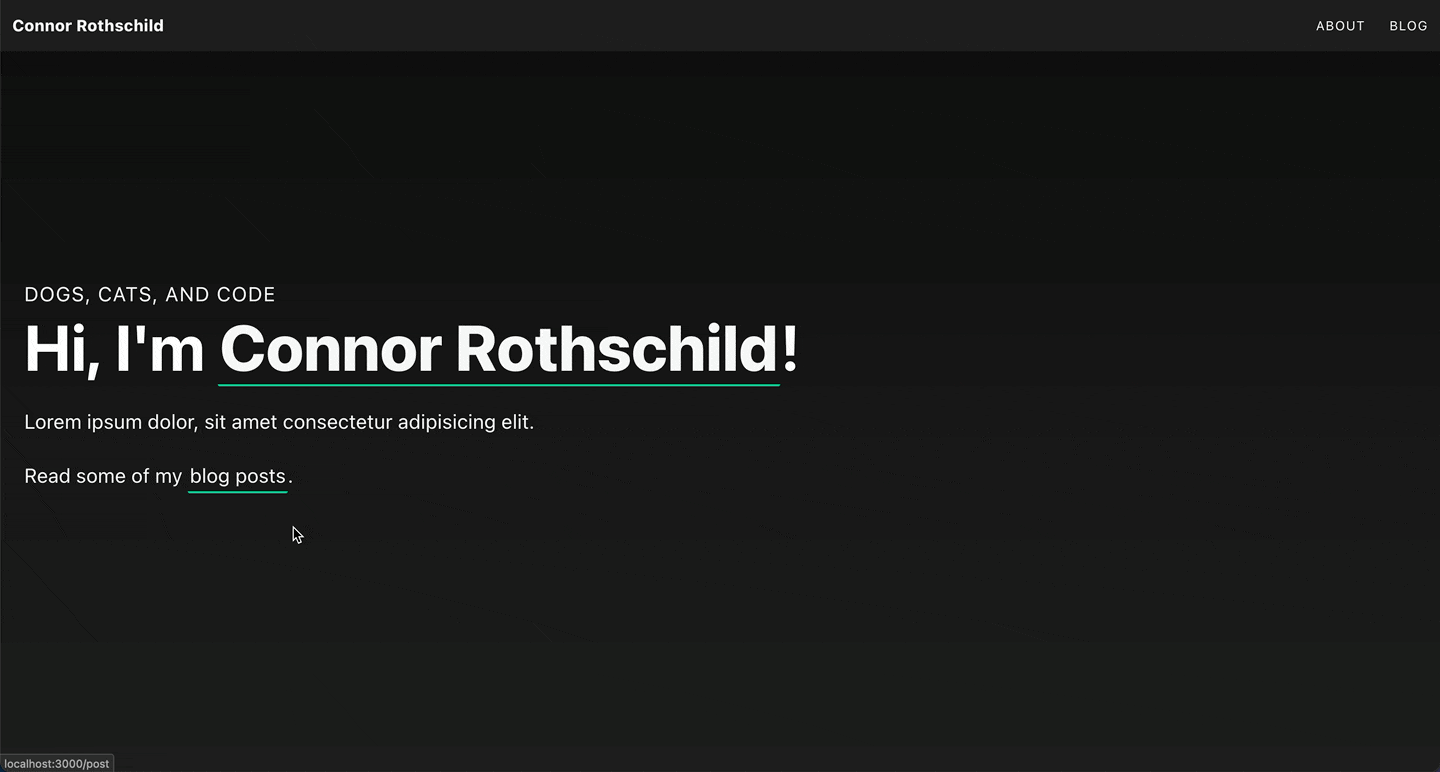 Connor Rothschild
ABOUT BLOG
DOGS, CATS, AND CODE
Hi, I'm Connor Rothschild!
Lorem ipsum dolor, sit amet consectetur adipisicing elit.
Read some of my blog posts.
localhost:3000/post